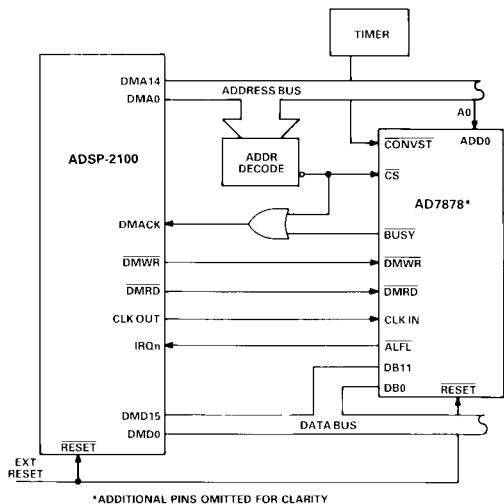 TIMER
DMA14
ADDRESS BUS
DMA0
A0
ADD0
ADSP-2100
ADDR
DECODE
CONVST
CS
AD7878*
DMACK
BUSY
DMWR
DMWR
DMRD
DMRD
CLK OUT
CLK IN
IRQn
ALFL
DB11
DB0
RESET
DMD15
DATA BUS
RESET
DMD0
EXT
RESET
*ADDITIONAL PINS OMITTED FOR CLARITY